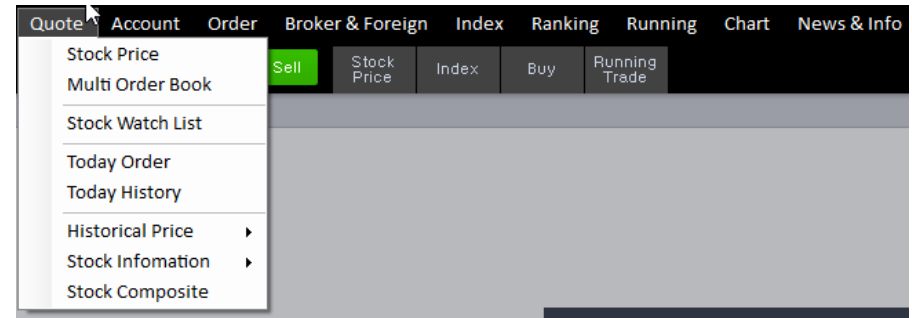 Quote Account Order Broker & Foreign Index Ranking Running Chart News & Info
Sell Stock Price Index Buy Running Trade
Stock Price
Multi Order Book
Stock Watch List
Today Order
Today History
Historical Price
Stock Infomation
Stock Composite